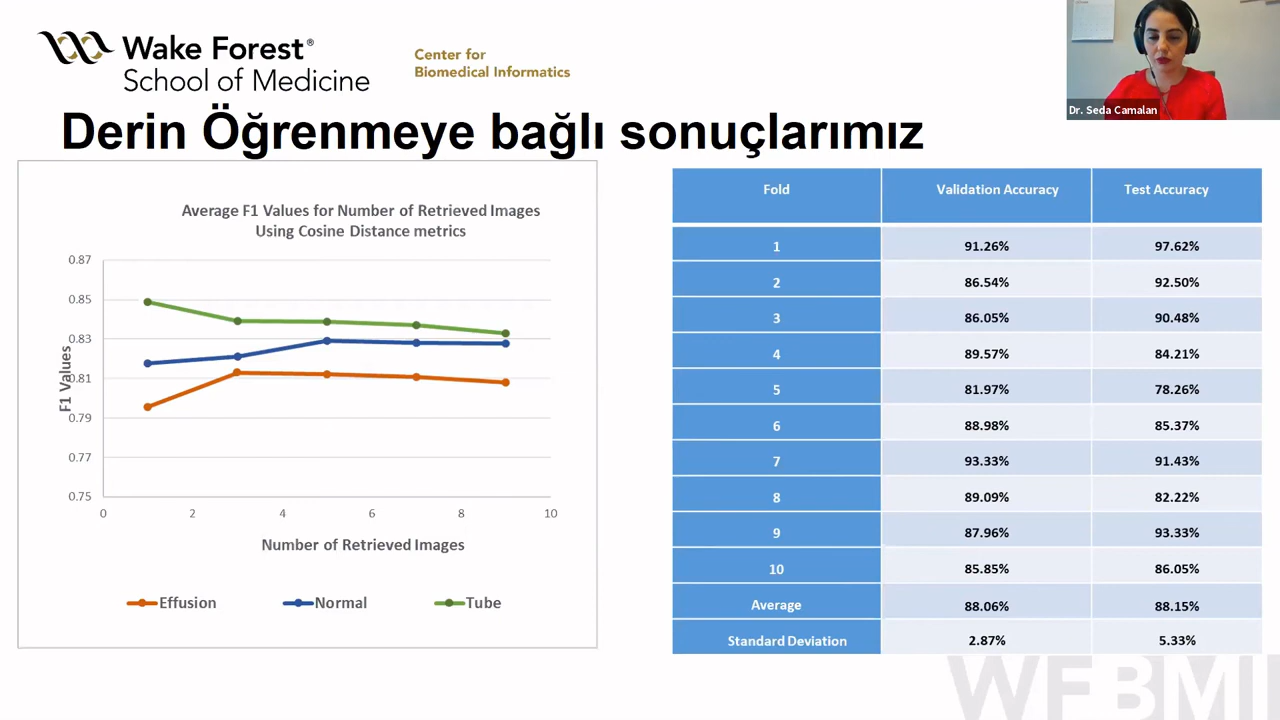 Wake Forest®
School of Medicine
Center for
Biomedical Informatics
Dr. Seda Camalan
Derin Öğrenmeye bağlı sonuçlarımız
Average F1 Values for Number of Retrieved Images
Using Cosine Distance metrics
0.87
0.85
0.83
0.81
0.79
0.77
0.75
F1 Values
0 2 4 6 8 10
Number of Retrieved Images
Effusion Normal Tube
Fold Validation Accuracy Test Accuracy
1 91.26% 97.62%
2 86.54% 92.50%
3 86.05% 90.48%
4 89.57% 84.21%
5 81.97% 78.26%
6 88.98% 85.37%
7 93.33% 91.43%
8 89.09% 82.22%
9 87.96% 93.33%
10 85.85% 86.05%
Average 88.06% 88.15%
Standard Deviation 2.87% 5.33%
WFBMI